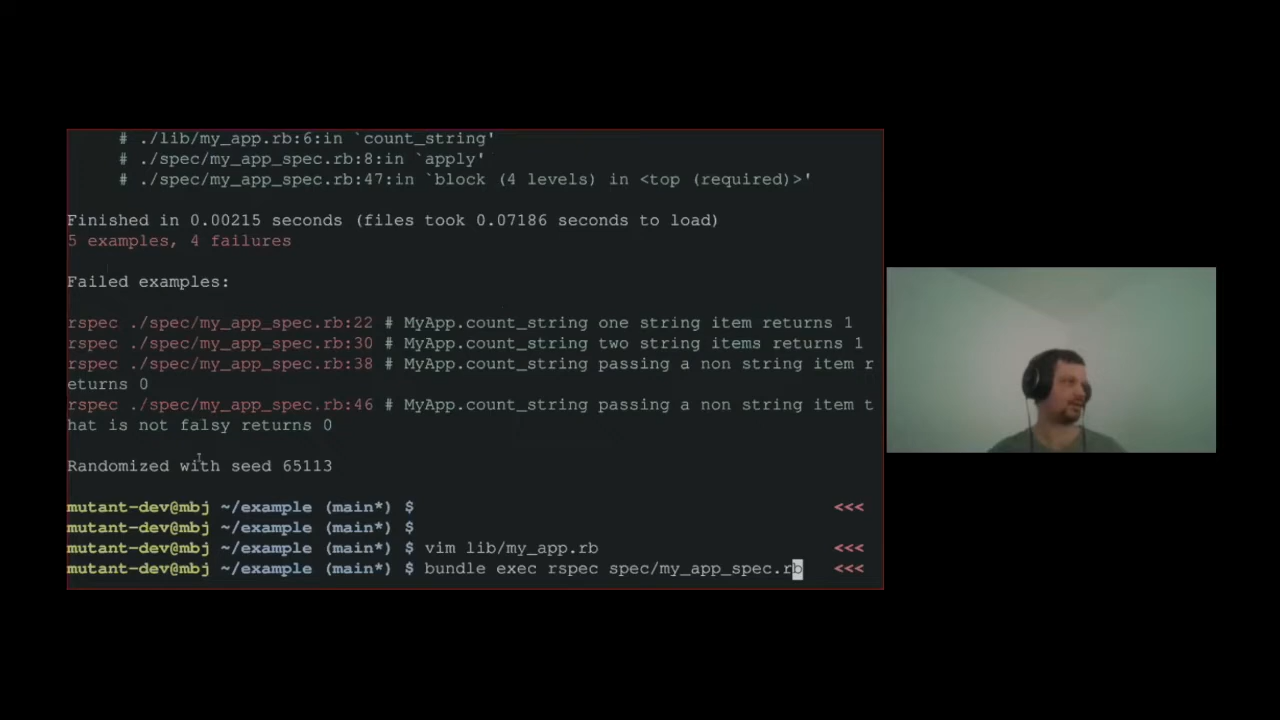 # ./lib/my_app.rb:6:in `count_string'
# ./spec/my_app_spec.rb:8:in `apply'
# ./spec/my_app_spec.rb:47:in `block (4 levels) in <top (required)>'
Finished in 0.00215 seconds (files took 0.07186 seconds to load)
5 examples, 4 failures
Failed examples:
rspec ./spec/my_app_spec.rb:22 # MyApp.count_string one string item returns 1
rspec ./spec/my_app_spec.rb:30 # MyApp.count_string two string items returns 1
rspec ./spec/my_app_spec.rb:38 # MyApp.count_string passing a non string item r
eturns 0
rspec ./spec/my_app_spec.rb:46 # MyApp.count_string passing a non string item t
hat is not falsy returns 0
Randomized with seed 65113
mutant-dev@mbj ~/example (main*) $ <<<
mutant-dev@mbj ~/example (main*) $
mutant-dev@mbj ~/example (main*) $ vim lib/my_app.rb <<<
mutant-dev@mbj ~/example (main*) $ bundle exec rspec spec/my_app_spec.rb <<<